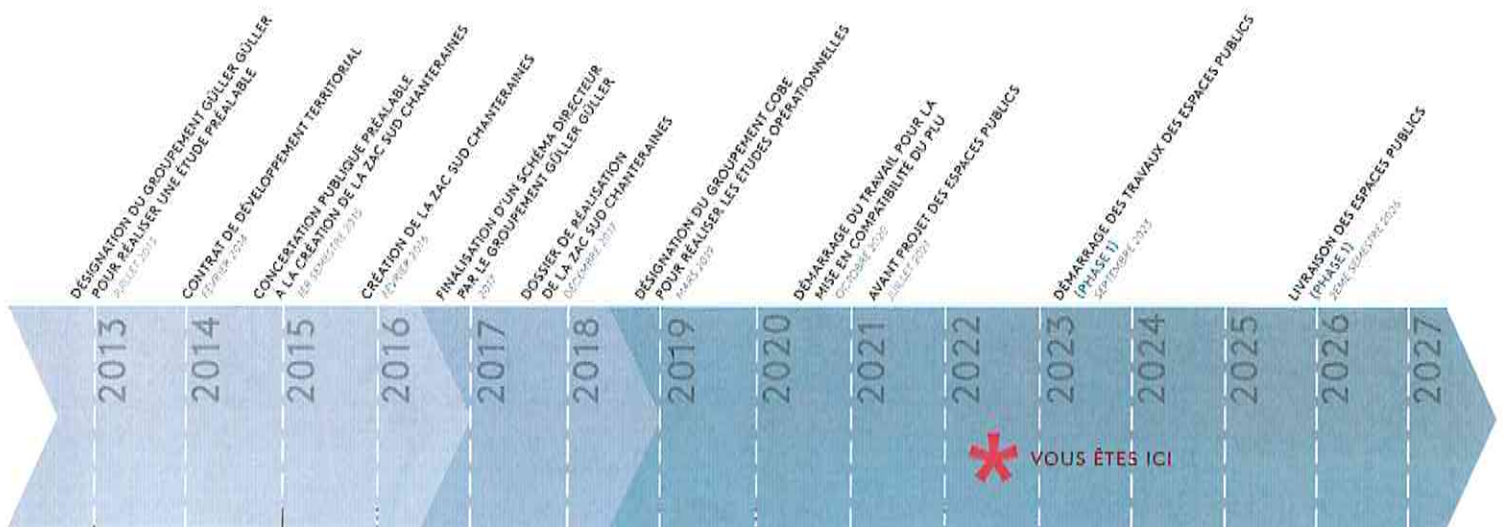 DÉSIGNATION DU GROUPEMENT GÜLLER GÜLLER
POUR RÉALISER UNE ÉTUDE PRÉALABLE
JUILLET 2013
CONTRAT DE DÉVELOPPEMENT TERRITORIAL
FÉVRIER 2014
CONCERTATION PUBLIQUE PRÉALABLE
A LA CRÉATION DE LA ZAC SUD CHANTERAINES
1ER SEMESTRE 2015
CRÉATION DE LA ZAC SUD CHANTERAINES
FÉVRIER 2016
FINALISATION D'UN SCHÉMA DIRECTEUR
PAR LE GROUPEMENT GÜLLER GÜLLER
2017
DOSSIER DE RÉALISATION
DE LA ZAC SUD CHANTERAINES
DÉCEMBRE 2017
DÉSIGNATION DU GROUPEMENT COBE
POUR RÉALISER LES ÉTUDES OPÉRATIONNELLES
MARS 2019
DÉMARRAGE DU TRAVAIL POUR LA
MISE EN COMPATIBILITÉ DU PLU
OCTOBRE 2020
AVANT PROJET DES ESPACES PUBLICS
JUILLET 2021
DÉMARRAGE DES TRAVAUX DES ESPACES PUBLICS
(PHASE 1)
SEPTEMBRE 2023
LIVRAISON DES ESPACES PUBLICS
(PHASE 1)
2ÈME SEMESTRE 2026
2013
2014
2015
2016
2017
2018
2019
2020
2021
2022
2023
2024
2025
2026
2027
VOUS ÊTES ICI